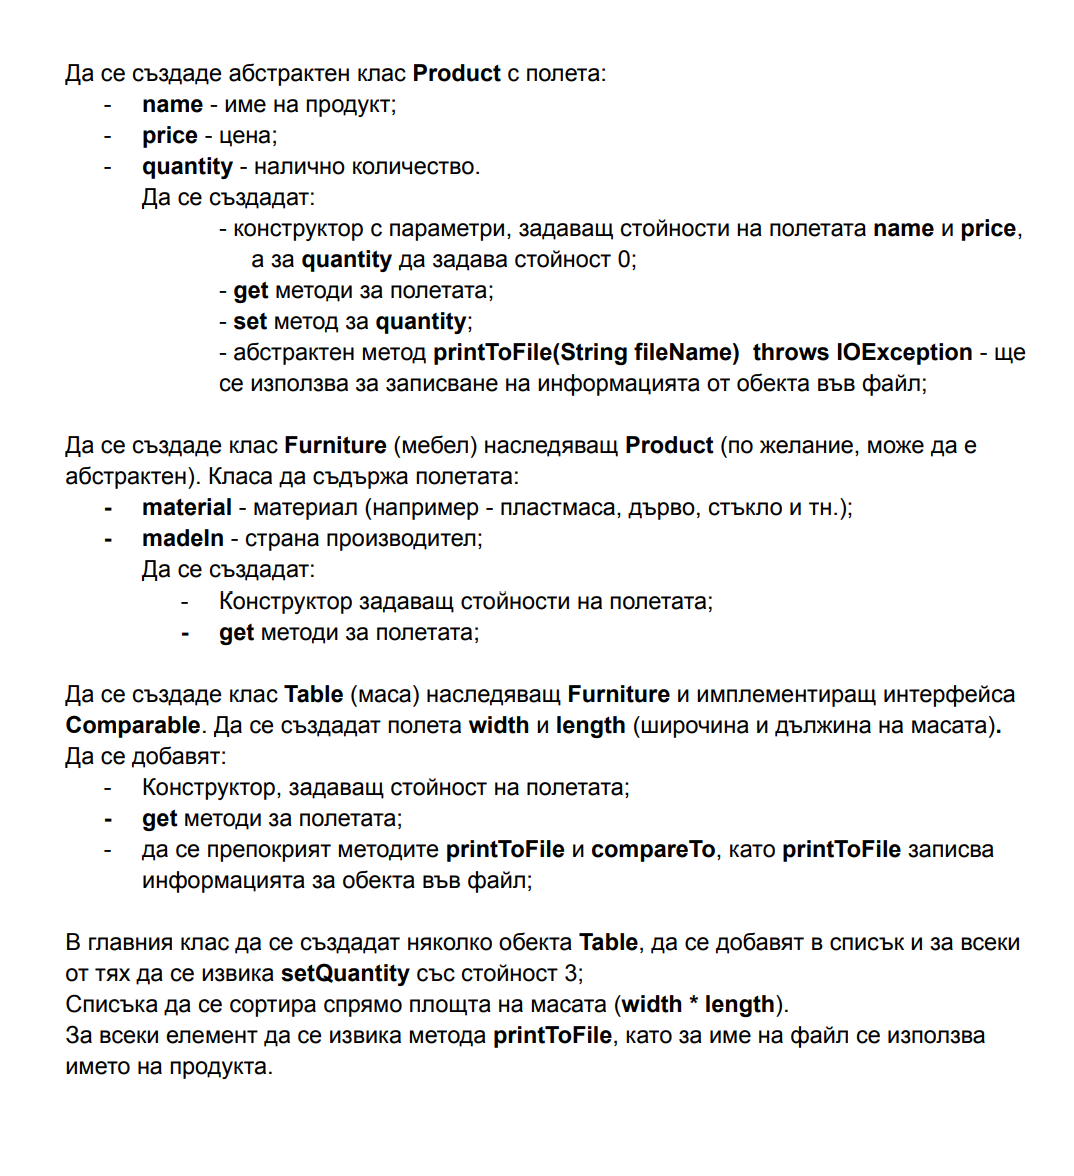 Да се създаде абстрактен клас Product с полета:
- name - име на продукт;
- price - цена;
- quantity - налично количество.
Да се създадат:
- конструктор с параметри, задаващ стойности на полетата name и price,
а за quantity да задава стойност 0;
- get методи за полетата;
- set метод за quantity;
- абстрактен метод printToFile(String fileName)  throws IOException - ще
се използва за записване на информацията от обекта във файл;
Да се създаде клас Furniture (мебел) наследяващ Product (по желание, може да е
абстрактен). Класа да съдържа полетата:
- material - материал (например - пластмаса, дърво, стъкло и тн.);
- madeIn - страна производител;
Да се създадат:
- Конструктор задаващ стойности на полетата;
- get методи за полетата;
Да се създаде клас Table (маса) наследяващ Furniture и имплементиращ интерфейса
Comparable. Да се създадат полета width и length (широчина и дължина на масата).
Да се добавят:
- Конструктор, задаващ стойност на полетата;
- get методи за полетата;
- да се препокрият методите printToFile и compareTo, като printToFile записва
информацията за обекта във файл;
В главния клас да се създадат няколко обекта Table, да се добавят в списък и за всеки
от тях да се извика setQuantity със стойност 3;
Списъка да се сортира спрямо площта на масата (width * length).
За всеки елемент да се извика метода printToFile, като за име на файл се използва
името на продукта.